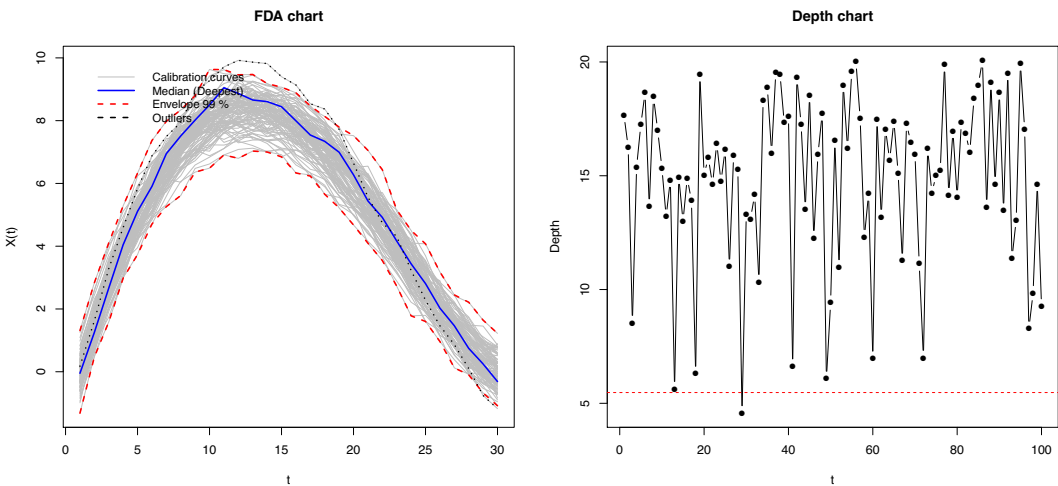 FDA chart
Calibration curves
Median (Deepest)
Envelope 99 %
Outliers
10
8
6
4
2
0
X(t)
0 5 10 15 20 25 30
t
Depth chart
20
15
10
5
Depth
0 20 40 60 80 100
t